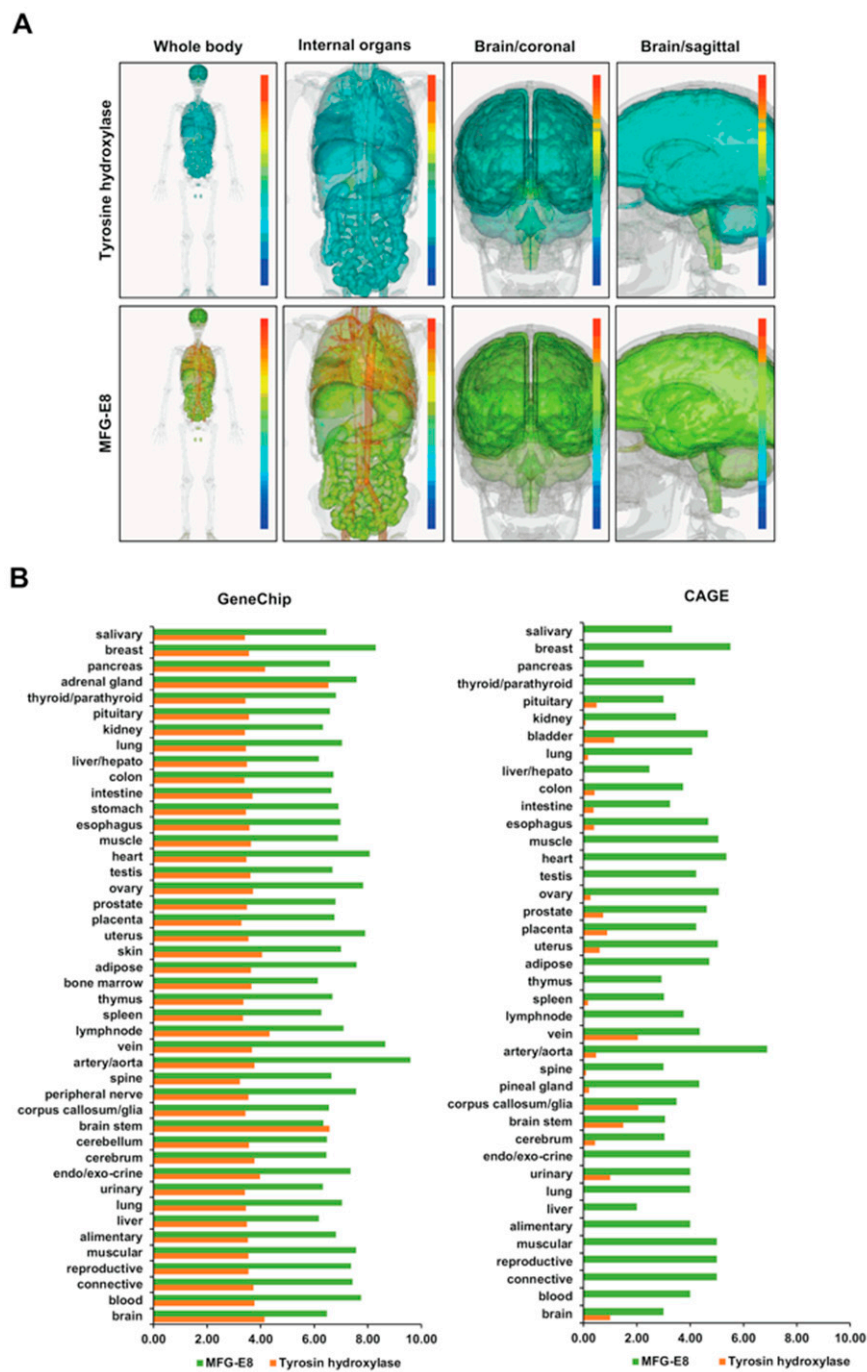 A
Whole body
Internal organs
Brain/coronal
Brain/sagittal
Tyrosine hydroxylase
MFG-E8
B
GeneChip
salivary
breast
pancreas
adrenal gland
thyroid/parathyroid
pituitary
kidney
lung
liver/hepato
colon
intestine
stomach
esophagus
muscle
heart
testis
ovary
prostate
placenta
uterus
skin
adipose
bone marrow
thymus
spleen
lymphnode
vein
artery/aorta
spine
peripheral nerve
corpus callosum/glia
brain stem
cerebellum
cerebrum
endo/exo-crine
urinary
lung
liver
alimentary
muscular
reproductive
connective
blood
brain
0.00 2.00 4.00 6.00 8.00 10.00
MFG-E8 Tyrosin hydroxylase
CAGE
salivary
breast
pancreas
thyroid/parathyroid
pituitary
kidney
bladder
lung
liver/hepato
colon
intestine
esophagus
muscle
heart
testis
ovary
prostate
placenta
uterus
adipose
thymus
spleen
lymphnode
vein
artery/aorta
spine
pineal gland
corpus callosum/glia
brain stem
cerebrum
endo/exo-crine
urinary
lung
liver
alimentary
muscular
reproductive
connective
blood
brain
0.00 2.00 4.00 6.00 8.00 10.00
MFG-E8 Tyrosin hydroxylase